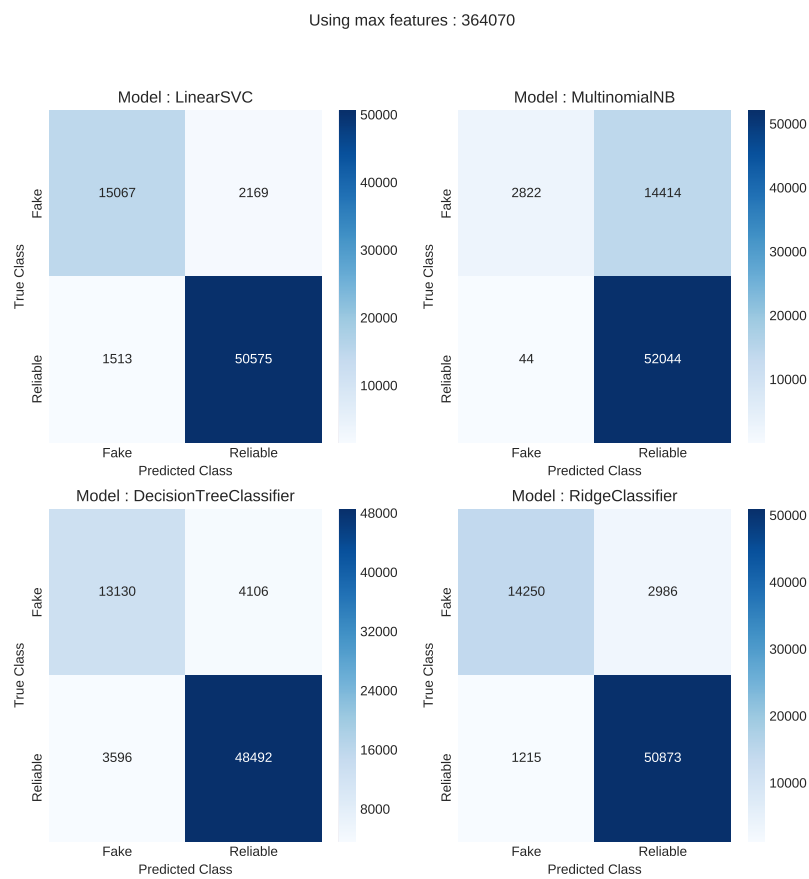 Using max features : 364070
Model : LinearSVC
True Class
Fake
Reliable
15067
2169
1513
50575
Fake
Reliable
Predicted Class
50000
40000
30000
20000
10000
Model : MultinomialNB
True Class
Fake
Reliable
2822
14414
44
52044
Fake
Reliable
Predicted Class
50000
40000
30000
20000
10000
Model : DecisionTreeClassifier
True Class
Fake
Reliable
13130
4106
3596
48492
Fake
Reliable
Predicted Class
48000
40000
32000
24000
16000
8000
Model : RidgeClassifier
True Class
Fake
Reliable
14250
2986
1215
50873
Fake
Reliable
Predicted Class
50000
40000
30000
20000
10000